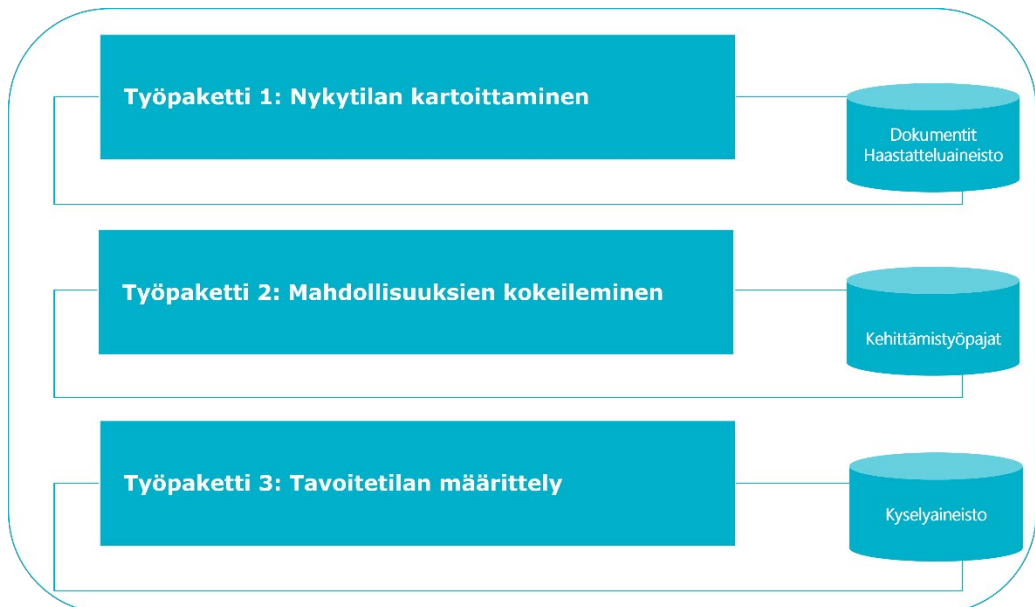 Työpaketti 1: Nykytilan kartoittaminen
Dokumentit
Haastatteluaineisto
Työpaketti 2: Mahdollisuuksien kokeileminen
Kehittämistyöpajat
Työpaketti 3: Tavoitetilan määrittely
Kyselyaineisto